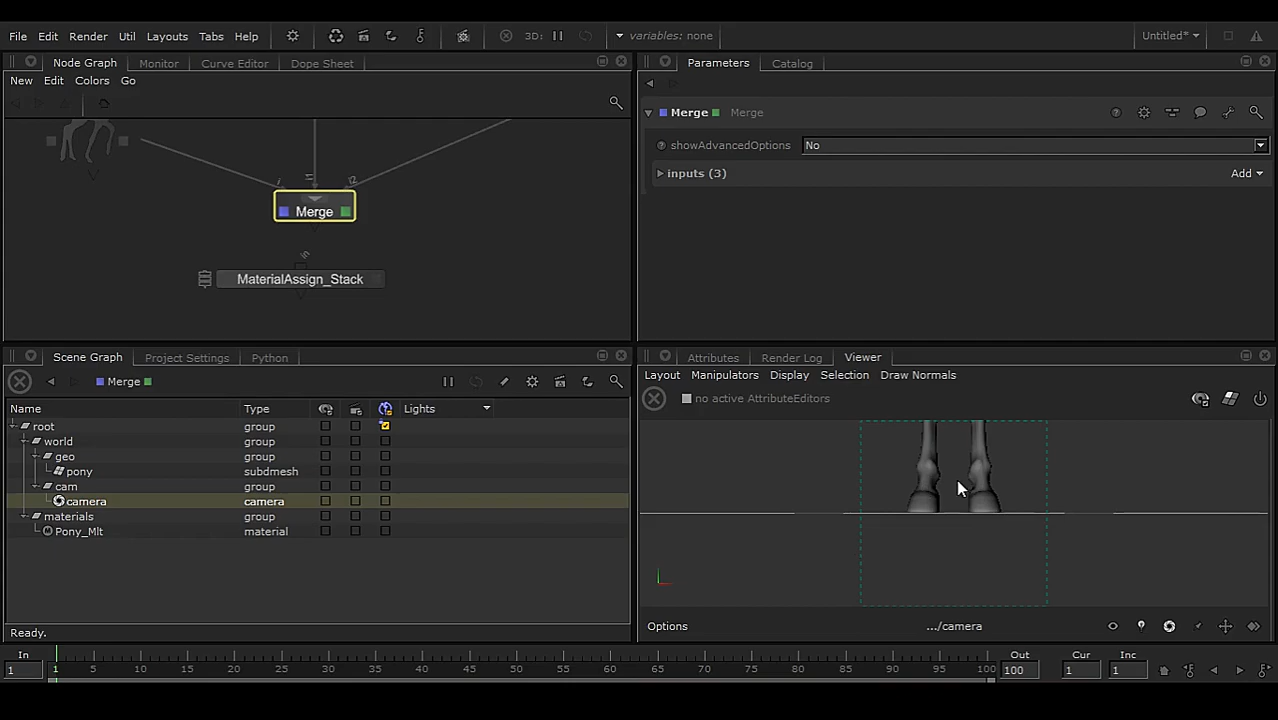 File Edit Render Util Layouts Tabs Help 3D: variables: none Untitled*
Node Graph Monitor Curve Editor Dope Sheet
New Edit Colors Go
i i1 i2
Merge
in
MaterialAssign_Stack
Parameters Catalog
Merge Merge
showAdvancedOptions No
inputs (3) Add
Scene Graph Project Settings Python
Merge
Name Type Lights
root group
world group
geo group
pony subdmesh
cam group
camera camera
materials group
Pony_Mlt material
Ready.
Attributes Render Log Viewer
Layout Manipulators Display Selection Draw Normals
no active AttributeEditors
Options .../camera
In Out Cur Inc
1 1 5 10 15 20 25 30 35 40 45 50 55 60 65 70 75 80 85 90 95 100 100 1 1